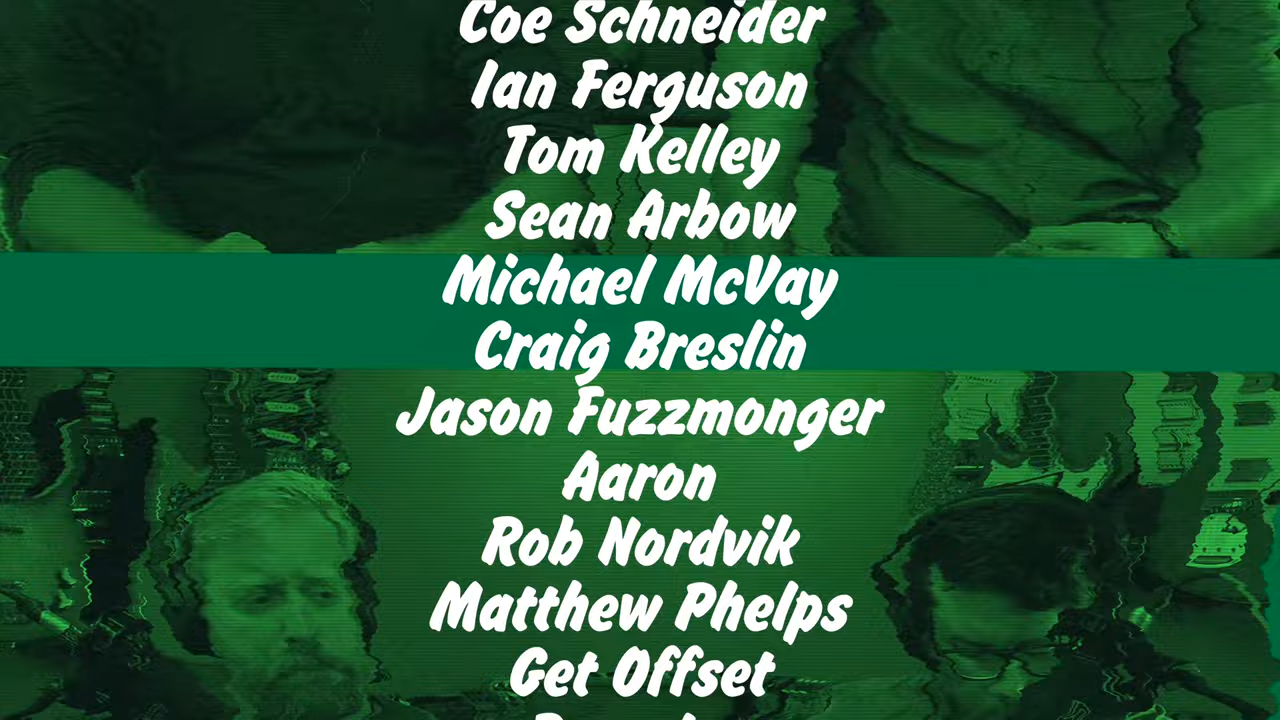 Coe Schneider
Ian Ferguson
Tom Kelley
Sean Arbow
Michael McVay
Craig Breslin
Jason Fuzzmonger
Aaron
Rob Nordvik
Matthew Phelps
Get Offset